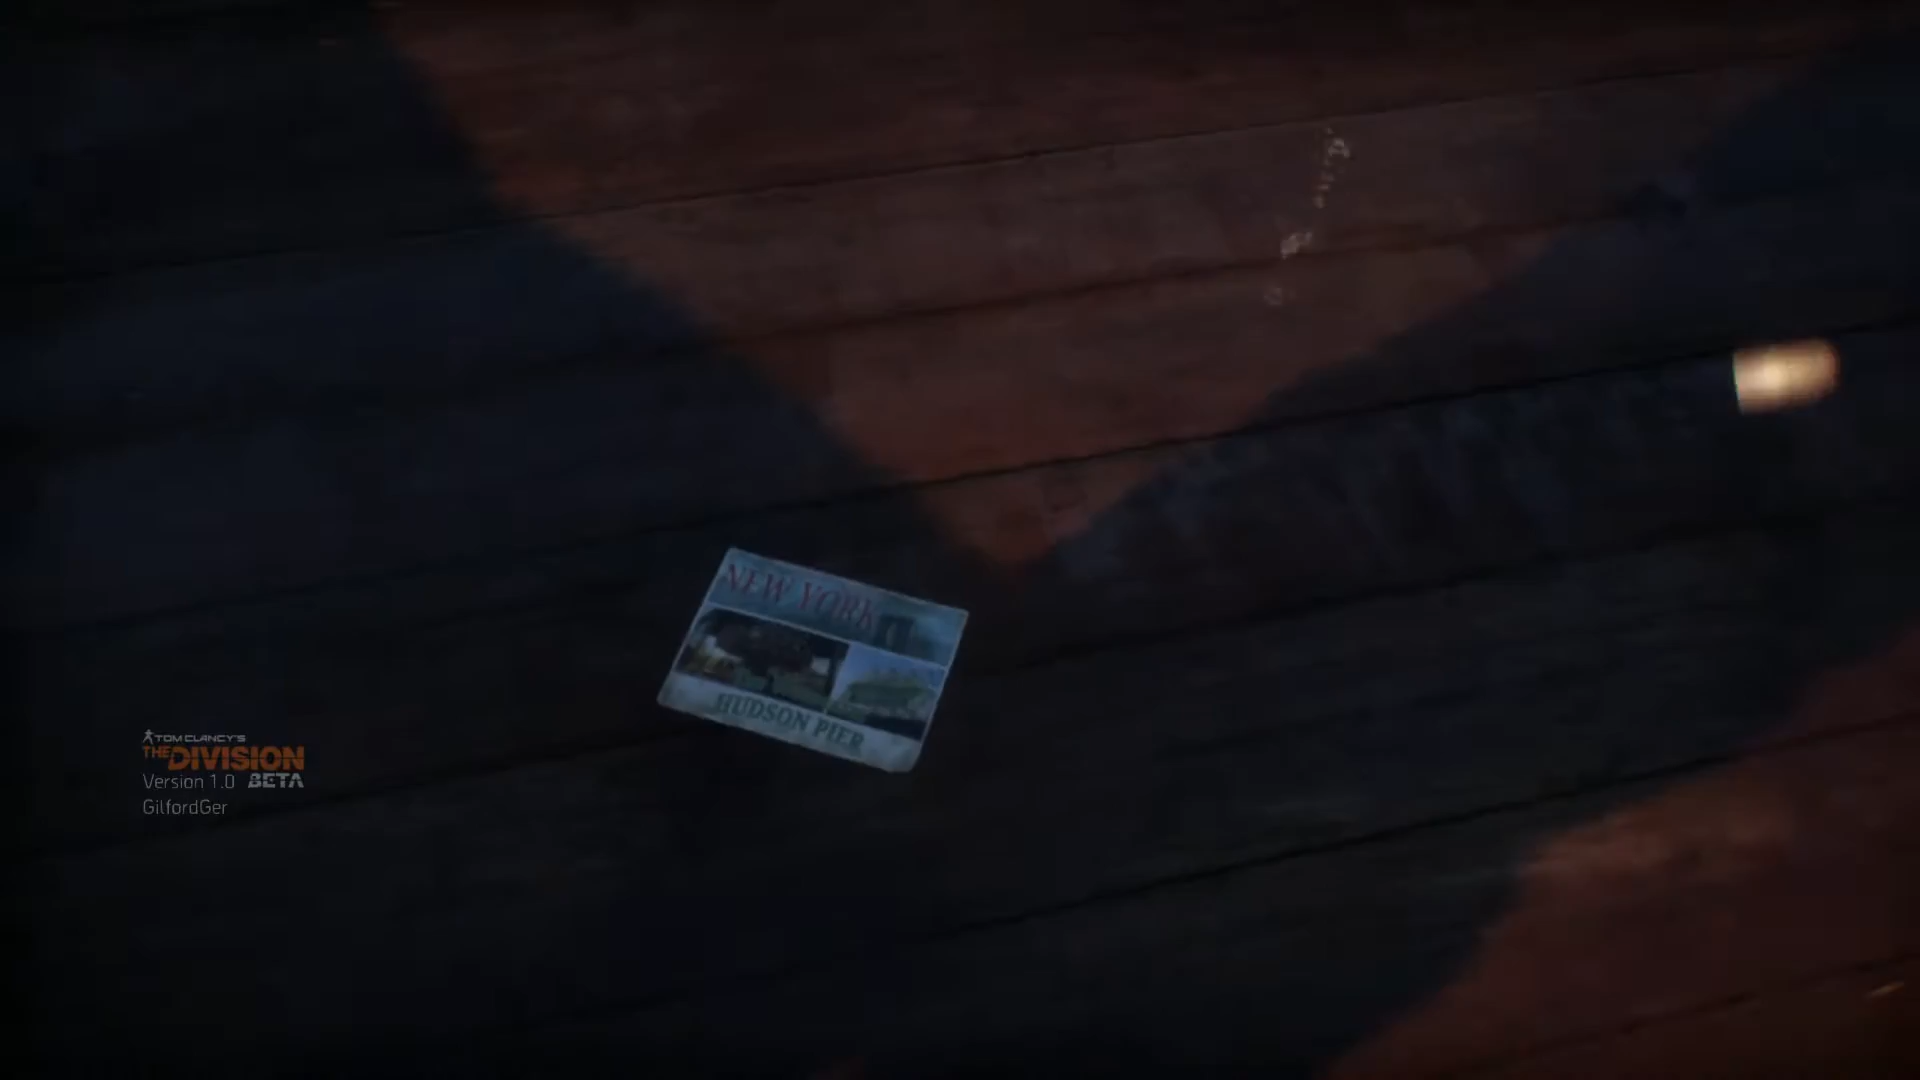 NEW YORK
HUDSON PIER
TOM CLANCY'S
THE DIVISION
Version 1.0 BETA
GilfordGer